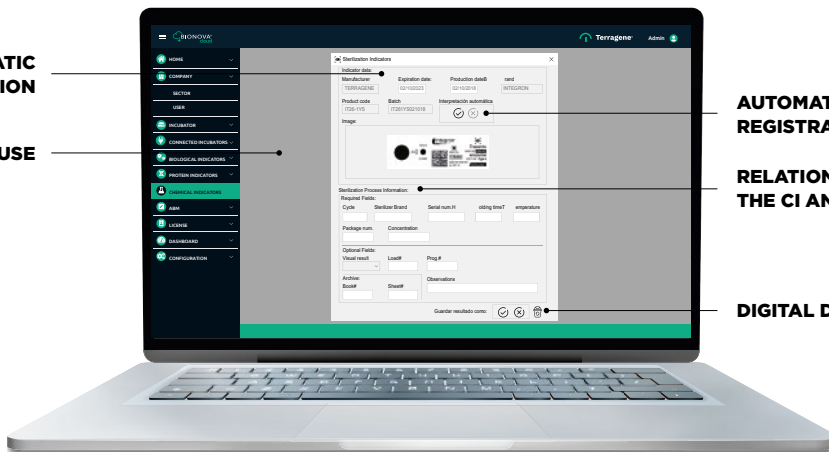 BIONOVA
cloud
Terragene
Admin
ATIC
ION
USE
HOME
COMPANY
SECTOR
USER
INCUBATOR
CONNECTED INCUBATORS
BIOLOGICAL INDICATORS
PROTEIN INDICATORS
CHEMICAL INDICATORS
ABM
LICENSE
DASHBOARD
CONFIGURATION
Sterilization Indicators
Indicator data:
Manufacturer Expiration date: Production dateB rand
TERRAGENE 02/10/2023 02/10/2018 INTEGRON
Product code Batch Interpretación automática
IT26-1YS IT261YS021018
Image:
Sterilization Process Information:
Required Fields:
Cycle Sterilizer Brand Serial num.H olding timeT emperature
Package num. Concentration
Optional Fields:
Visual result Load# Prog.#
Archive: Observations
Book# Sheet#
Guardar resultado como:
AUTOMAT
REGISTRA
RELATION
THE CI AN
DIGITAL D